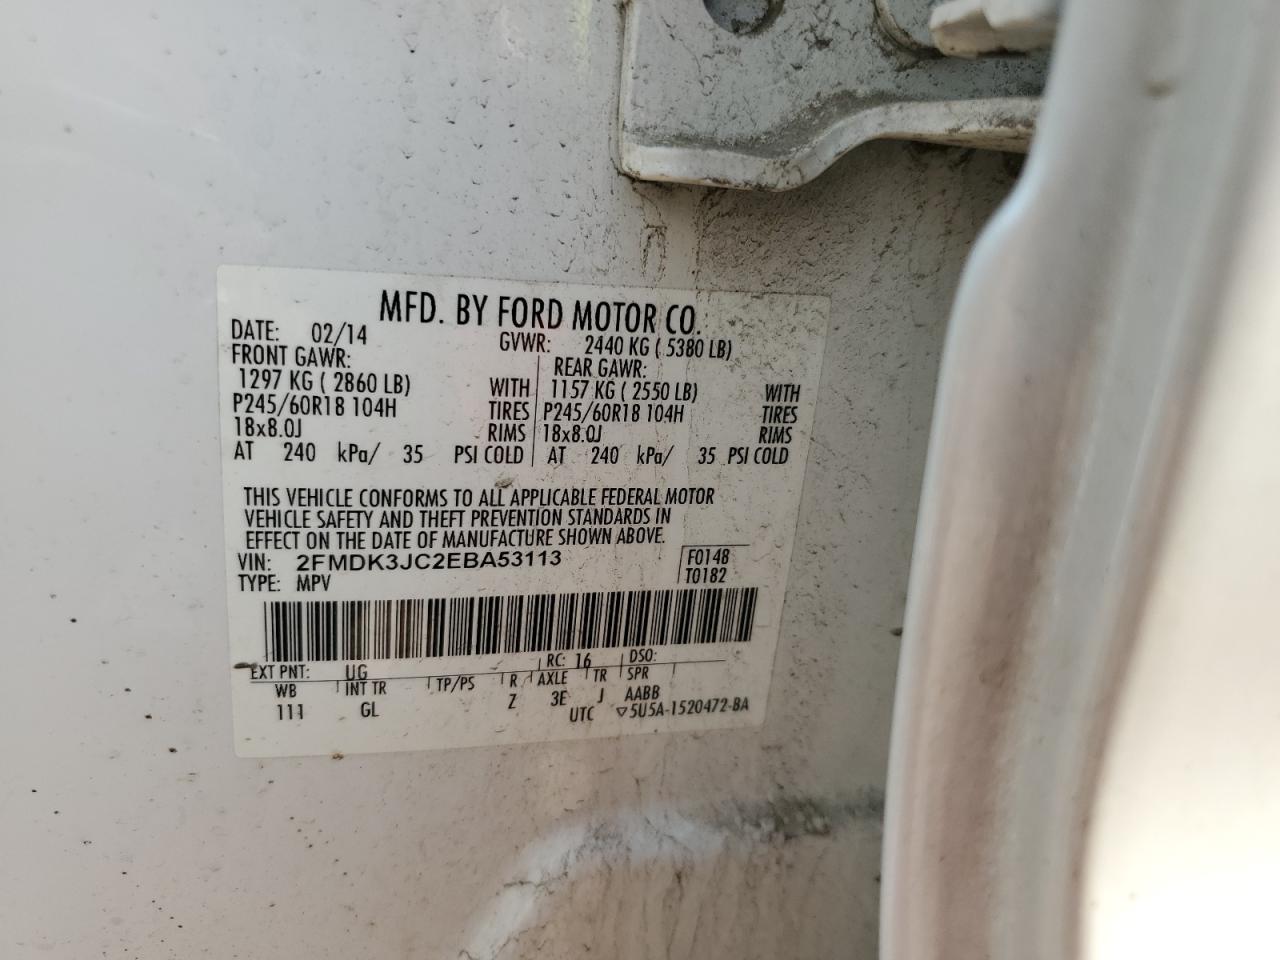 MFD. BY FORD MOTOR CO.
DATE: 02/14 GVWR: 2440 KG ( 5380 LB)
FRONT GAWR: REAR GAWR:
1297 KG ( 2860 LB) WITH 1157 KG ( 2550 LB) WITH
P245/60R18 104H TIRES P245/60R18 104H TIRES
18x8.0J RIMS 18x8.0J RIMS
AT 240 kPa/ 35 PSI COLD AT 240 kPa/ 35 PSI COLD
THIS VEHICLE CONFORMS TO ALL APPLICABLE FEDERAL MOTOR
VEHICLE SAFETY AND THEFT PREVENTION STANDARDS IN
EFFECT ON THE DATE OF MANUFACTURE SHOWN ABOVE.
VIN: 2FMDK3JC2EBA53113 F0148
TYPE: MPV T0182
EXT PNT: UG RC: 16 DSO:
WB INT TR TP/PS R AXLE TR SPR
111 GL Z 3E J AABB
UTC ▽5U5A-1520472-BA